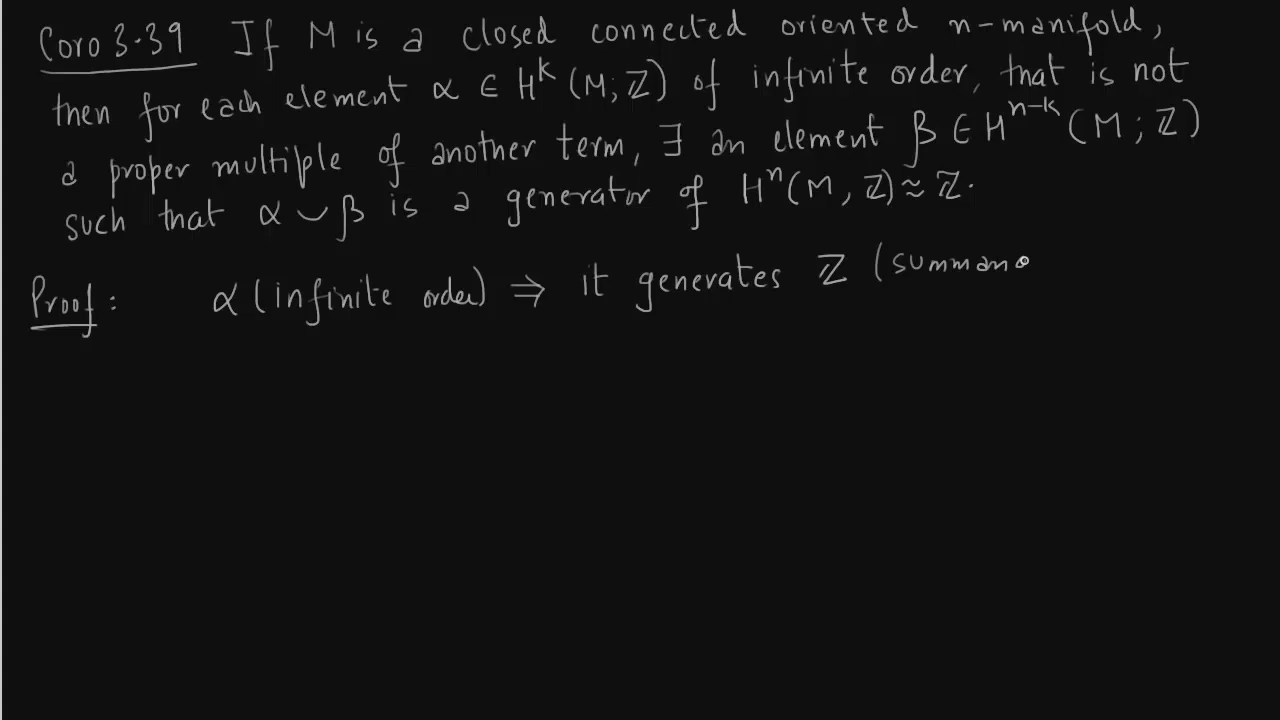 Coro 3.39 If M is a closed connected oriented n-manifold,
then for each element α ∈ H^k (M; ℤ) of infinite order, that is not
a proper multiple of another term, ∃ an element β ∈ H^{n-k} (M; ℤ)
such that α ⌣ β is a generator of H^n (M, ℤ) ≈ ℤ.
Proof: α (infinite order) ⇒ it generates ℤ (summan